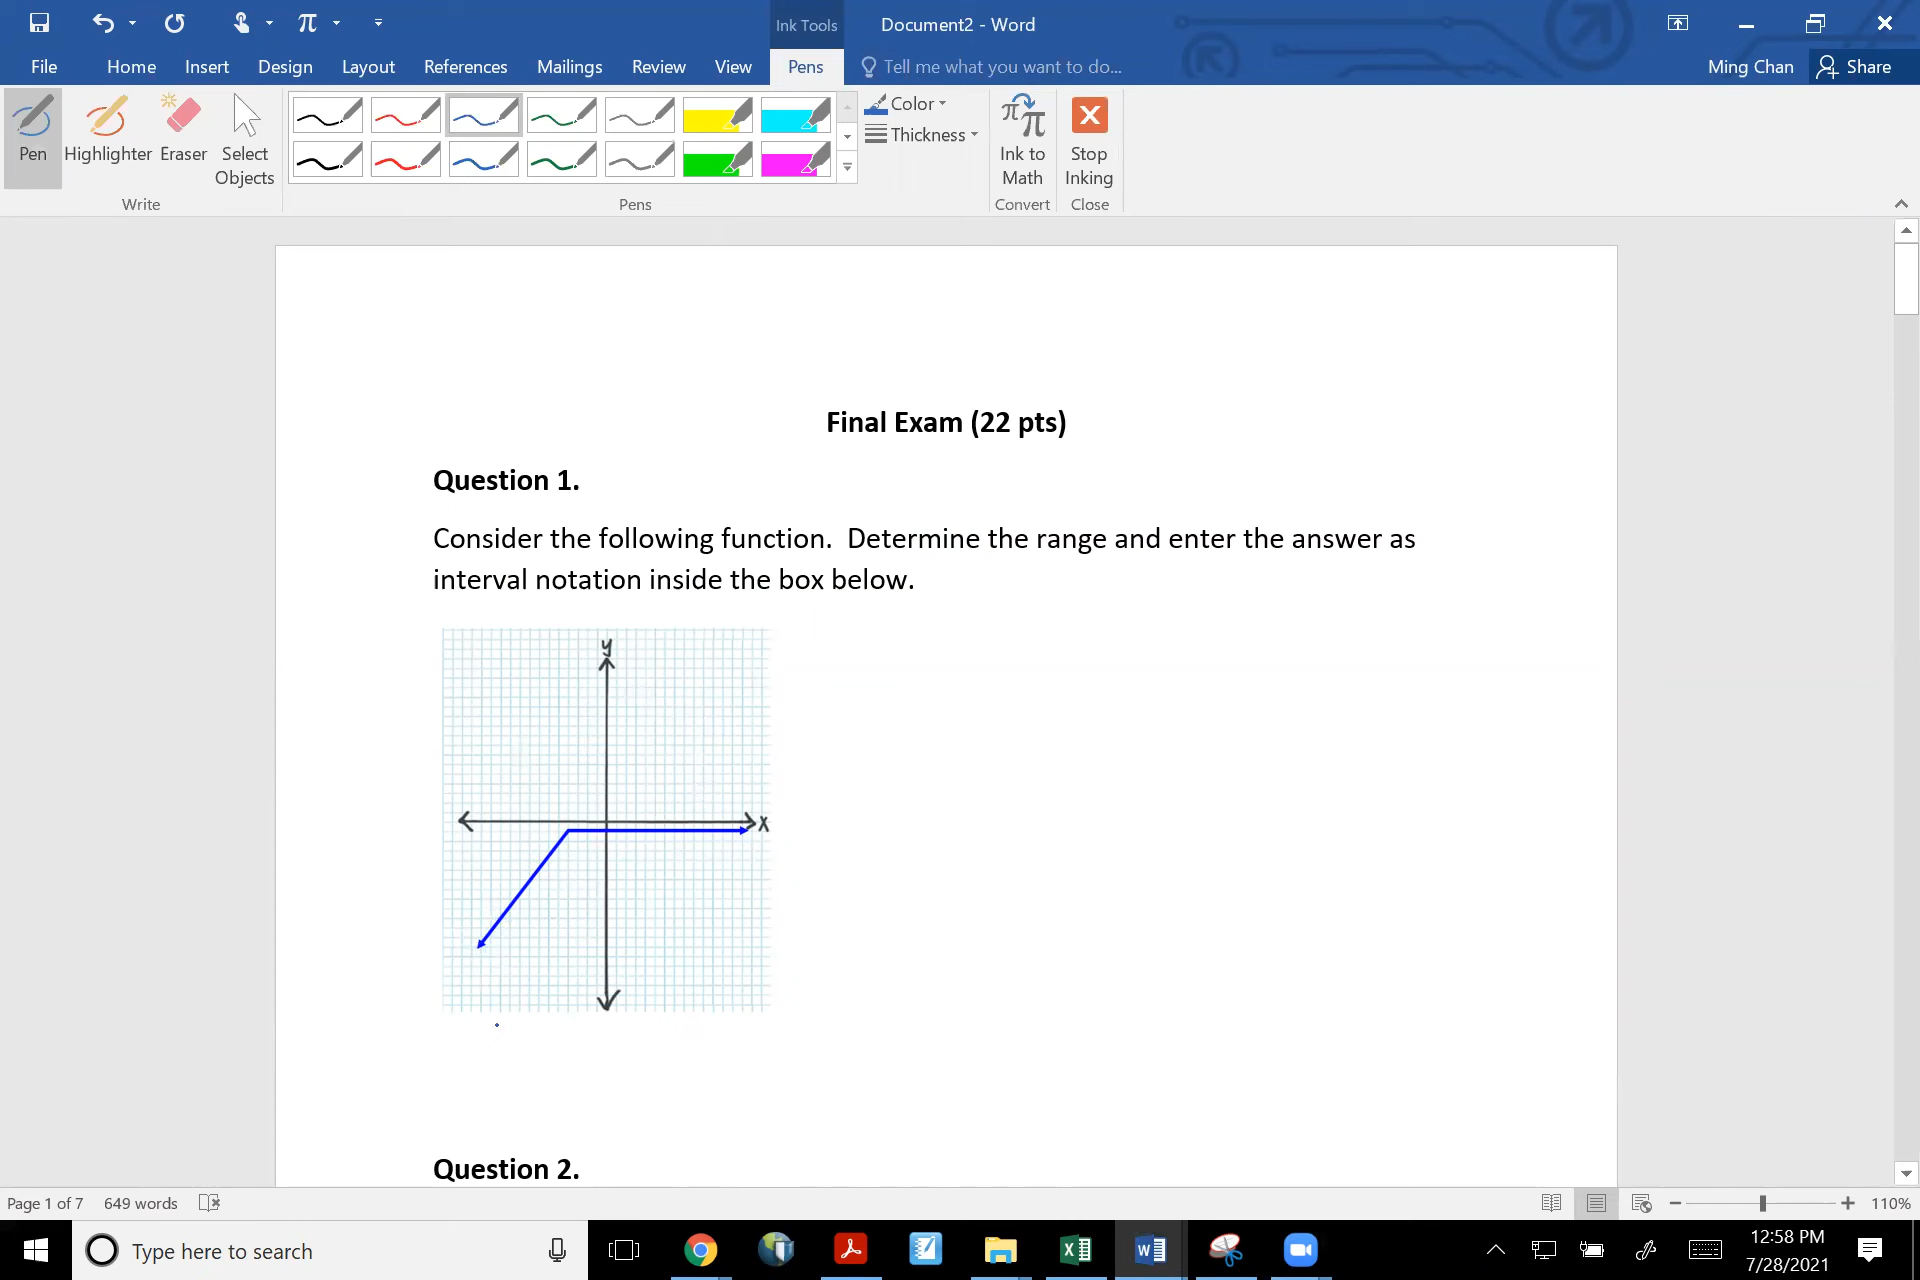 Ink Tools
Document2 - Word
File
Home
Insert
Design
Layout
References
Mailings
Review
View
Pens
Tell me what you want to do...
Ming Chan
Share
Pen
Highlighter
Eraser
Select
Objects
Color
Thickness
Ink to
Math
Stop
Inking
Write
Pens
Convert
Close
Final Exam (22 pts)
Question 1.
Consider the following function.  Determine the range and enter the answer as
interval notation inside the box below.
y
x
Question 2.
Page 1 of 7
649 words
110%
Type here to search
12:58 PM
7/28/2021